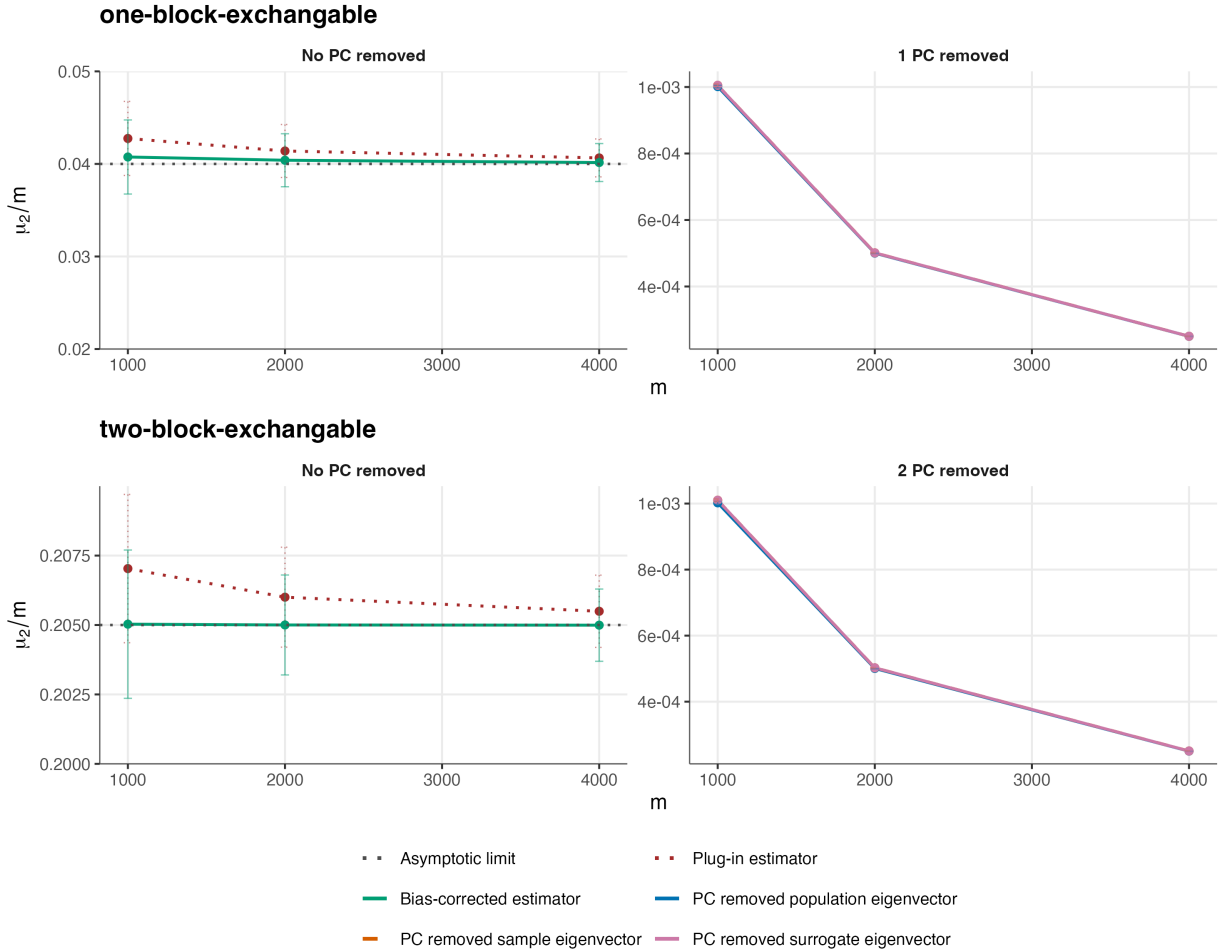 one-block-exchangable
No PC removed
1 PC removed
0.05
0.04
0.03
0.02
μ2/m
1000 2000 3000 4000
1e-03
8e-04
6e-04
4e-04
1000 2000 3000 4000
m
two-block-exchangable
No PC removed
2 PC removed
0.2075
0.2050
0.2025
0.2000
μ2/m
1000 2000 3000 4000
1e-03
8e-04
6e-04
4e-04
1000 2000 3000 4000
m
Asymptotic limit
Plug-in estimator
Bias-corrected estimator
PC removed population eigenvector
PC removed sample eigenvector
PC removed surrogate eigenvector